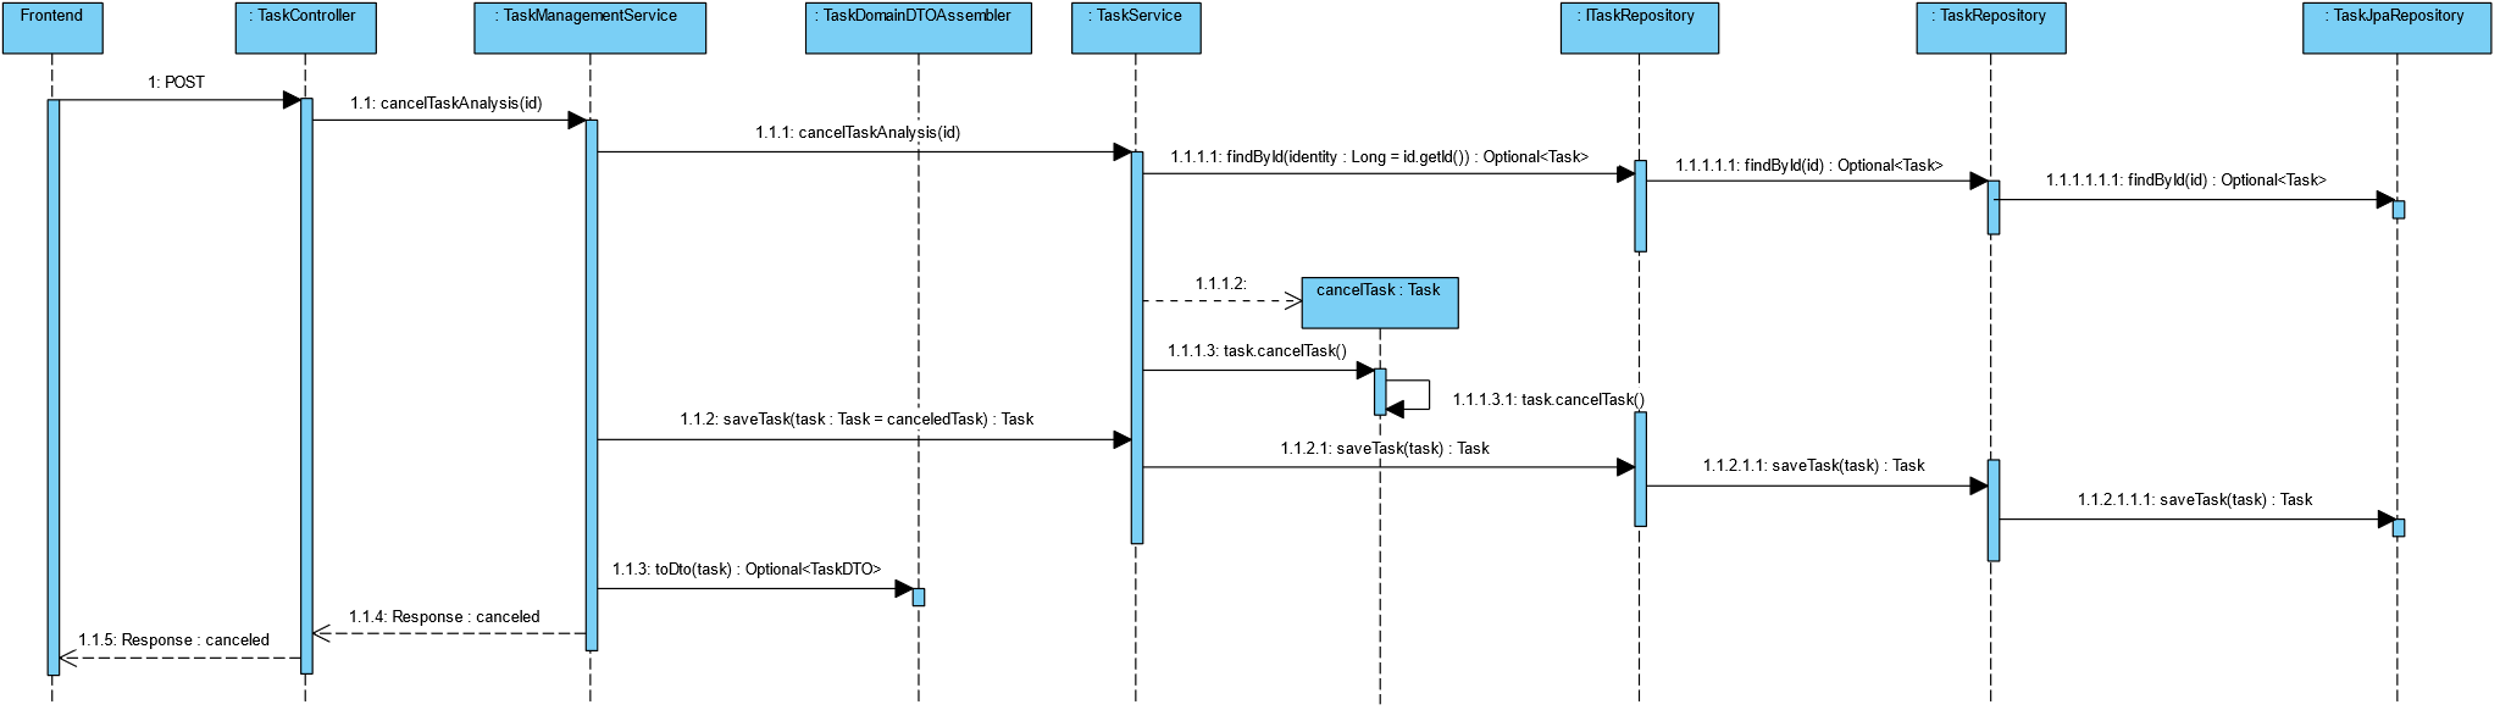 Frontend
: TaskController
: TaskManagementService
: TaskDomainDTOAssembler
: TaskService
: ITaskRepository
: TaskRepository
: TaskJpaRepository
1: POST
1.1: cancelTaskAnalysis(id)
1.1.1: cancelTaskAnalysis(id)
1.1.1.1: findById(identity : Long = id.getId()) : Optional<Task>
1.1.1.1.1: findById(id) : Optional<Task>
1.1.1.1.1.1: findById(id) : Optional<Task>
1.1.1.2:
cancelTask : Task
1.1.1.3: task.cancelTask()
1.1.1.3.1: task.cancelTask()
1.1.2: saveTask(task : Task = canceledTask) : Task
1.1.2.1: saveTask(task) : Task
1.1.2.1.1: saveTask(task) : Task
1.1.2.1.1.1: saveTask(task) : Task
1.1.3: toDto(task) : Optional<TaskDTO>
1.1.4: Response : canceled
1.1.5: Response : canceled